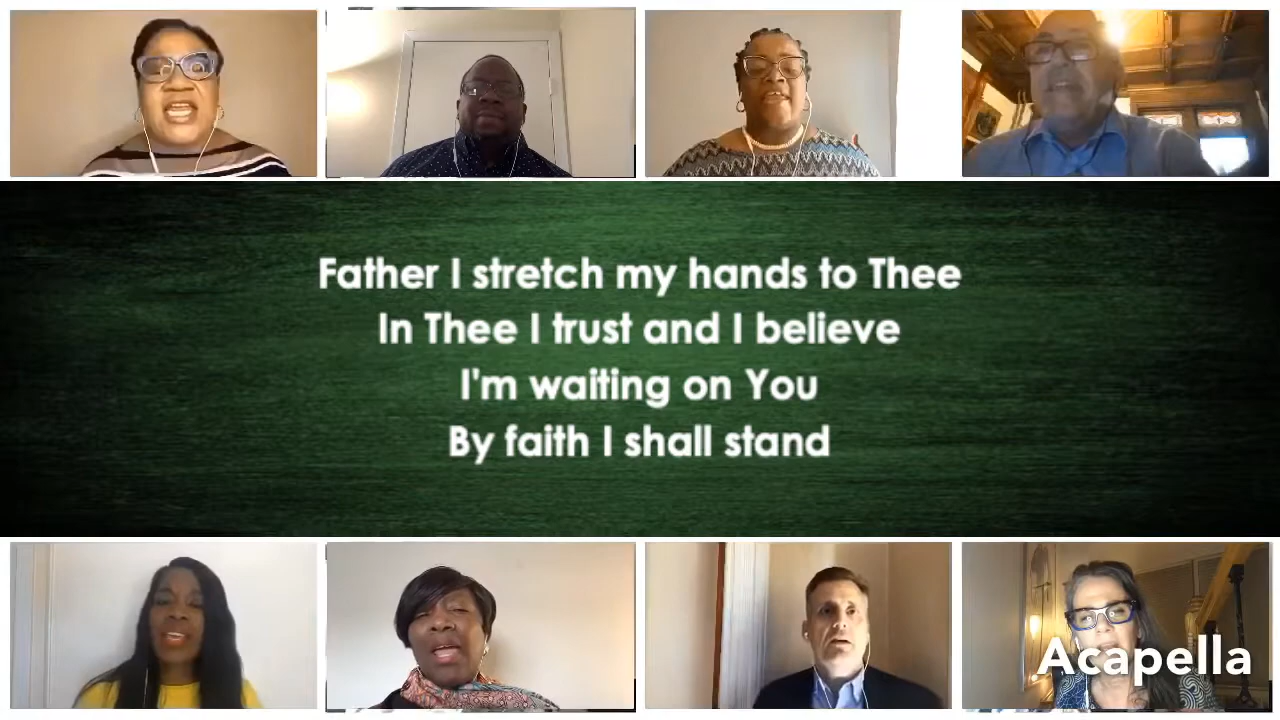 Father I stretch my hands to Thee
In Thee I trust and I believe
I'm waiting on You
By faith I shall stand
Acapella